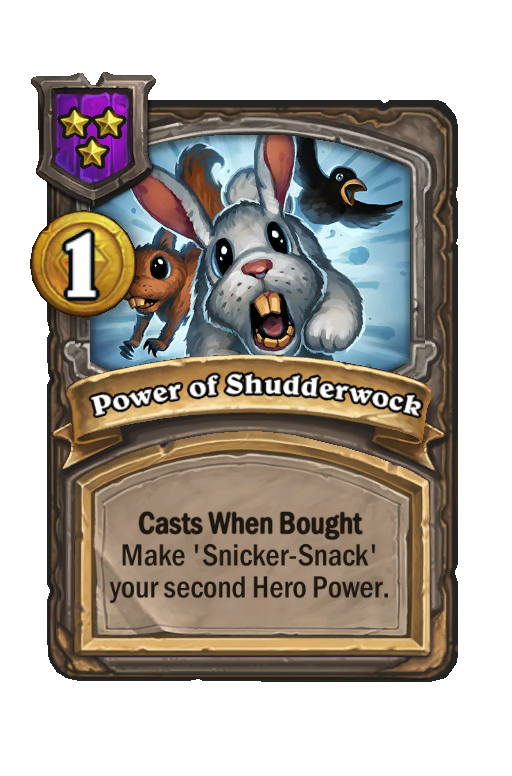 1
Power of Shudderwock
Casts When Bought
Make 'Snicker-Snack'
your second Hero Power.